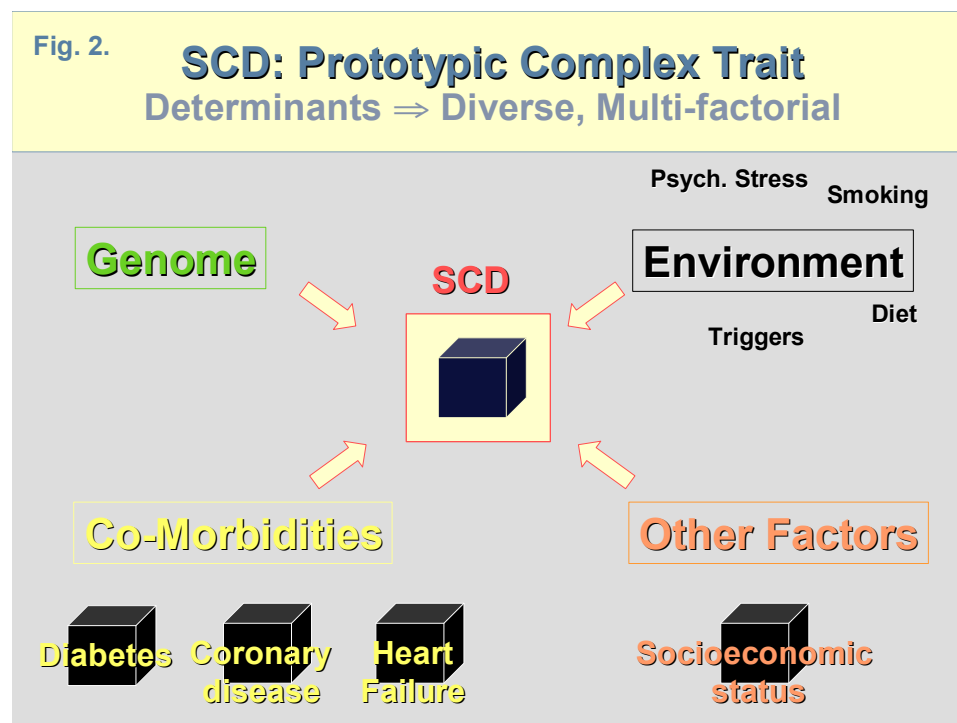 Fig. 2.
SCD: Prototypic Complex Trait
Determinants ⇒ Diverse, Multi-factorial
Psych. Stress
Smoking
Genome
Environment
SCD
Diet
Triggers
Co-Morbidities
Other Factors
Diabetes
Coronary
disease
Heart
Failure
Socioeconomic
status